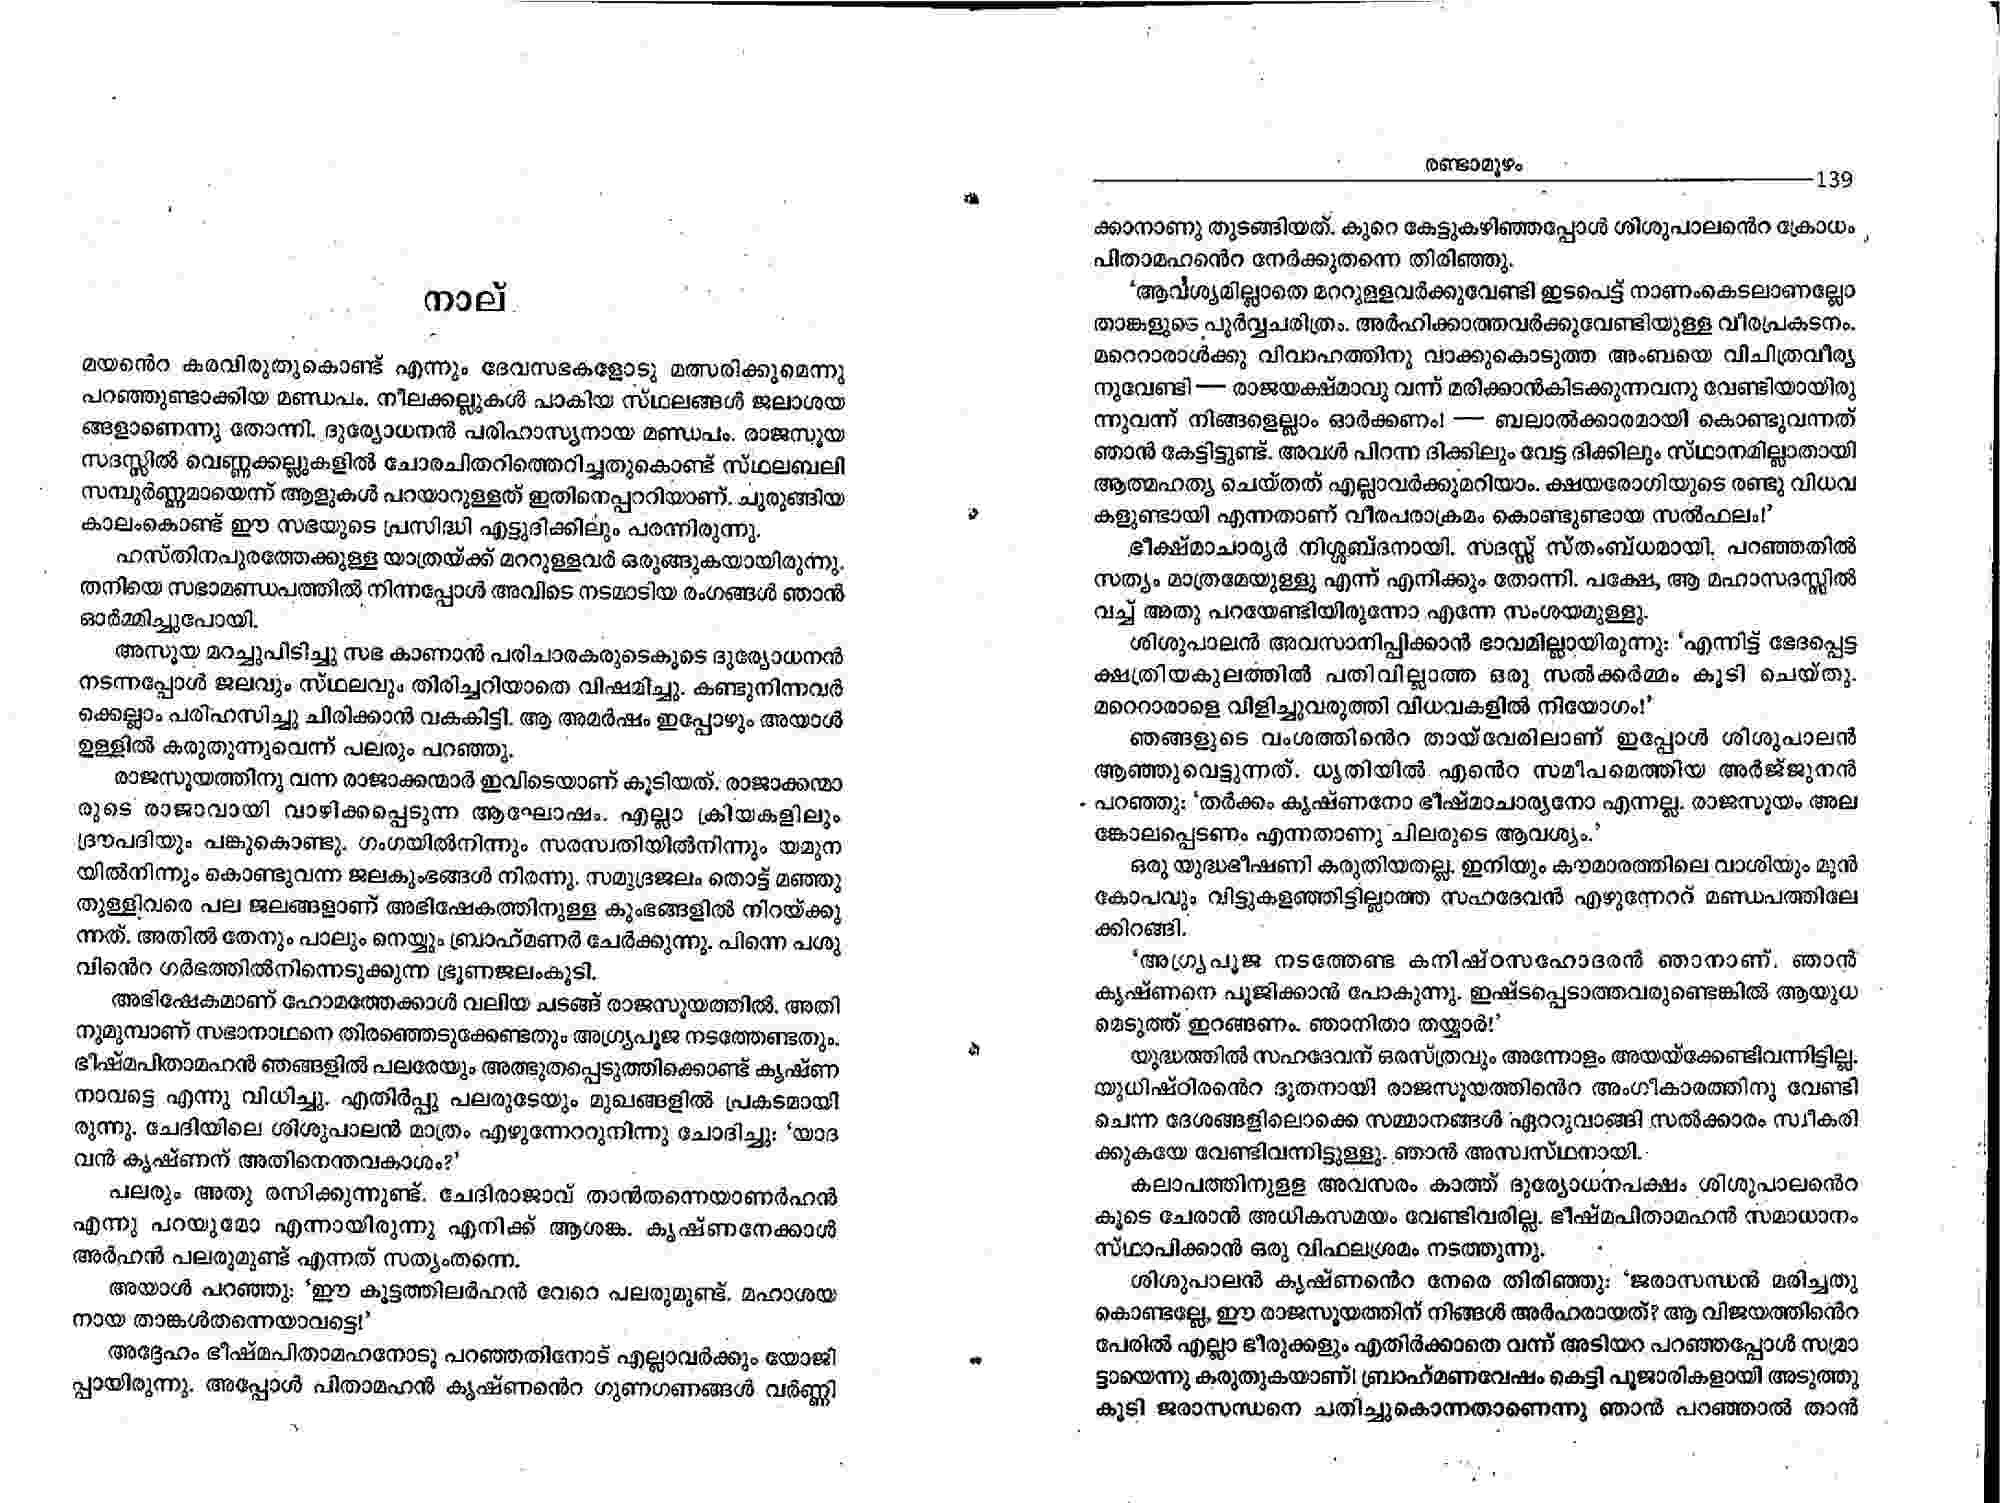 നാല്
മയൻെറ കരവിരുതുകൊണ്ട് എന്നും ദേവസഭകളോടു മത്സരിക്കുമെന്നു
പറഞ്ഞുണ്ടാക്കിയ മണ്ഡപം. നീലക്കല്ലുകൾ പാകിയ സ്ഥലങ്ങൾ ജലാശയ
ങ്ങളാണെന്നു തോന്നി. ദുര്യോധനൻ പരിഹാസ്യനായ മണ്ഡപം. രാജസൂയ
സദസ്സിൽ വെണ്ണക്കല്ലുകളിൽ ചോരചിതറിത്തെറിച്ചതുകൊണ്ട് സ്ഥലബലി
സമ്പൂർണ്ണമായെന്ന് ആളുകൾ പറയാറുള്ളത് ഇതിനെപ്പററിയാണ്. ചുരുങ്ങിയ
കാലംകൊണ്ട് ഈ സഭയുടെ പ്രസിദ്ധി എട്ടുദിക്കിലും പരന്നിരുന്നു.
ഹസ്തിനപുരത്തേക്കുള്ള യാത്രയ്ക്ക് മററുള്ളവർ ഒരുങ്ങുകയായിരുന്നു.
തനിയെ സഭാമണ്ഡപത്തിൽ നിന്നപ്പോൾ അവിടെ നടമാടിയ രംഗങ്ങൾ ഞാൻ
ഓർമ്മിച്ചുപോയി.
അസൂയ മറച്ചുപിടിച്ചു സഭ കാണാൻ പരിചാരകരുടെകൂടെ ദുര്യോധനൻ
നടന്നപ്പോൾ ജലവും സ്ഥലവും തിരിച്ചറിയാതെ വിഷമിച്ചു. കണ്ടുനിന്നവർ
ക്കെല്ലാം പരിഹസിച്ചു ചിരിക്കാൻ വകകിട്ടി. ആ അമർഷം ഇപ്പോഴും അയാൾ
ഉള്ളിൽ കരുതുന്നുവെന്ന് പലരും പറഞ്ഞു.
രാജസൂയത്തിനു വന്ന രാജാക്കന്മാർ ഇവിടെയാണ് കൂടിയത്. രാജാക്കന്മാ
രുടെ രാജാവായി വാഴിക്കപ്പെടുന്ന ആഘോഷം. എല്ലാ ക്രിയകളിലും
ദ്രൗപദിയും പങ്കുകൊണ്ടു. ഗംഗയിൽനിന്നും സരസ്വതിയിൽനിന്നും യമുന
യിൽനിന്നും കൊണ്ടുവന്ന ജലകുംഭങ്ങൾ നിരന്നു. സമുദ്രജലം തൊട്ട് മഞ്ഞു
തുള്ളിവരെ പല ജലങ്ങളാണ് അഭിഷേകത്തിനുള്ള കുംഭങ്ങളിൽ നിറയ്ക്കു
ന്നത്. അതിൽ തേനും പാലും നെയ്യും ബ്രാഹ്മണർ ചേർക്കുന്നു. പിന്നെ പശു
വിൻെറ ഗർഭത്തിൽനിന്നെടുക്കുന്ന ഭ്രൂണജലംകൂടി.
അഭിഷേകമാണ് ഹോമത്തേക്കാൾ വലിയ ചടങ്ങ് രാജസൂയത്തിൽ. അതി
നുമുമ്പാണ് സഭാനാഥനെ തിരഞ്ഞെടുക്കേണ്ടതും അഗ്ര്യപൂജ നടത്തേണ്ടതും.
ഭീഷ്മപിതാമഹൻ ഞങ്ങളിൽ പലരേയും അത്ഭുതപ്പെടുത്തിക്കൊണ്ട് കൃഷ്ണ
നാവട്ടെ എന്നു വിധിച്ചു. എതിർപ്പു പലരുടേയും മുഖങ്ങളിൽ പ്രകടമായി
രുന്നു. ചേദിയിലെ ശിശുപാലൻ മാത്രം എഴുന്നേററുനിന്നു ചോദിച്ചു: ‘യാദ
വൻ കൃഷ്ണന് അതിനെന്തവകാശം?’
പലരും അതു രസിക്കുന്നുണ്ട്. ചേദിരാജാവ് താൻതന്നെയാണർഹൻ
എന്നു പറയുമോ എന്നായിരുന്നു എനിക്ക് ആശങ്ക. കൃഷ്ണനേക്കാൾ
അർഹൻ പലരുമുണ്ട് എന്നത് സത്യംതന്നെ.
അയാൾ പറഞ്ഞു: ‘ഈ കൂട്ടത്തിലർഹൻ വേറെ പലരുമുണ്ട്. മഹാശയ
നായ താങ്കൾതന്നെയാവട്ടെ!’
അദ്ദേഹം ഭീഷ്മപിതാമഹനോടു പറഞ്ഞതിനോട് എല്ലാവർക്കും യോജി
പ്പായിരുന്നു. അപ്പോൾ പിതാമഹൻ കൃഷ്ണൻെറ ഗുണഗണങ്ങൾ വർണ്ണി
രണ്ടാമൂഴം
139
ക്കാനാണു തുടങ്ങിയത്. കുറെ കേട്ടുകഴിഞ്ഞപ്പോൾ ശിശുപാലൻെറ ക്രോധം
പിതാമഹൻെറ നേർക്കുതന്നെ തിരിഞ്ഞു.
‘ആവശ്യമില്ലാതെ മററുള്ളവർക്കുവേണ്ടി ഇടപെട്ട് നാണംകെടലാണല്ലോ
താങ്കളുടെ പൂർവ്വചരിത്രം. അർഹിക്കാത്തവർക്കുവേണ്ടിയുള്ള വീരപ്രകടനം.
മറെറാരാൾക്കു വിവാഹത്തിനു വാക്കുകൊടുത്ത അംബയെ വിചിത്രവീര്യ
നുവേണ്ടി — രാജയക്ഷ്മാവു വന്ന് മരിക്കാൻകിടക്കുന്നവനു വേണ്ടിയായിരു
ന്നുവന്ന് നിങ്ങളെല്ലാം ഓർക്കണം! — ബലാൽക്കാരമായി കൊണ്ടുവന്നത്
ഞാൻ കേട്ടിട്ടുണ്ട്. അവൾ പിറന്ന ദിക്കിലും വേട്ട ദിക്കിലും സ്ഥാനമില്ലാതായി
ആത്മഹത്യ ചെയ്തത് എല്ലാവർക്കുമറിയാം. ക്ഷയരോഗിയുടെ രണ്ടു വിധവ
കളുണ്ടായി എന്നതാണ് വീരപരാക്രമം കൊണ്ടുണ്ടായ സൽഫലം!’
ഭീക്ഷ്മാചാര്യർ നിശ്ശബ്ദനായി. സദസ്സ് സ്തംബ്ധമായി. പറഞ്ഞതിൽ
സത്യം മാത്രമേയുള്ളു എന്ന് എനിക്കും തോന്നി. പക്ഷേ, ആ മഹാസദസ്സിൽ
വച്ച് അതു പറയേണ്ടിയിരുന്നോ എന്നേ സംശയമുള്ളു.
ശിശുപാലൻ അവസാനിപ്പിക്കാൻ ഭാവമില്ലായിരുന്നു: ‘എന്നിട്ട് ഭേദപ്പെട്ട
ക്ഷത്രിയകുലത്തിൽ പതിവില്ലാത്ത ഒരു സൽക്കർമ്മം കൂടി ചെയ്തു.
മറെറാരാളെ വിളിച്ചുവരുത്തി വിധവകളിൽ നിയോഗം!’
ഞങ്ങളുടെ വംശത്തിൻെറ തായ്‌വേരിലാണ് ഇപ്പോൾ ശിശുപാലൻ
ആഞ്ഞുവെട്ടുന്നത്. ധൃതിയിൽ എൻെറ സമീപമെത്തിയ അർജ്ജുനൻ
പറഞ്ഞു: ‘തർക്കം കൃഷ്ണനോ ഭീഷ്മാചാര്യനോ എന്നല്ല. രാജസൂയം അല
ങ്കോലപ്പെടണം എന്നതാണു ചിലരുടെ ആവശ്യം.’
ഒരു യുദ്ധഭീഷണി കരുതിയതല്ല. ഇനിയും കൗമാരത്തിലെ വാശിയും മുൻ
കോപവും വിട്ടുകളഞ്ഞിട്ടില്ലാത്ത സഹദേവൻ എഴുന്നേററ് മണ്ഡപത്തിലേ
ക്കിറങ്ങി.
‘അഗ്ര്യപൂജ നടത്തേണ്ട കനിഷ്ഠസഹോദരൻ ഞാനാണ്. ഞാൻ
കൃഷ്ണനെ പൂജിക്കാൻ പോകുന്നു. ഇഷ്ടപ്പെടാത്തവരുണ്ടെങ്കിൽ ആയുധ
മെടുത്ത് ഇറങ്ങണം. ഞാനിതാ തയ്യാർ!’
യുദ്ധത്തിൽ സഹദേവന് ഒരസ്ത്രവും അന്നോളം അയയ്ക്കേണ്ടിവന്നിട്ടില്ല.
യുധിഷ്ഠിരൻെറ ദൂതനായി രാജസൂയത്തിൻെറ അംഗീകാരത്തിനു വേണ്ടി
ചെന്ന ദേശങ്ങളിലൊക്കെ സമ്മാനങ്ങൾ ഏററുവാങ്ങി സൽക്കാരം സ്വീകരി
ക്കുകയേ വേണ്ടിവന്നിട്ടുള്ളു. ഞാൻ അസ്വസ്ഥനായി.
കലാപത്തിനുള്ള അവസരം കാത്ത് ദുര്യോധനപക്ഷം ശിശുപാലൻെറ
കൂടെ ചേരാൻ അധികസമയം വേണ്ടിവരില്ല. ഭീഷ്മപിതാമഹൻ സമാധാനം
സ്ഥാപിക്കാൻ ഒരു വിഫലശ്രമം നടത്തുന്നു.
ശിശുപാലൻ കൃഷ്ണൻെറ നേരെ തിരിഞ്ഞു: ‘ജരാസന്ധൻ മരിച്ചതു
കൊണ്ടല്ലേ, ഈ രാജസൂയത്തിന് നിങ്ങൾ അർഹരായത്? ആ വിജയത്തിൻെറ
പേരിൽ എല്ലാ ഭീരുക്കളും എതിർക്കാതെ വന്ന് അടിയറ പറഞ്ഞപ്പോൾ സമ്രാ
ട്ടായെന്നു കരുതുകയാണ്! ബ്രാഹ്മണവേഷം കെട്ടി പൂജാരികളായി അടുത്തു
കൂടി ജരാസന്ധനെ ചതിച്ചുകൊന്നതാണെന്നു ഞാൻ പറഞ്ഞാൽ താൻ